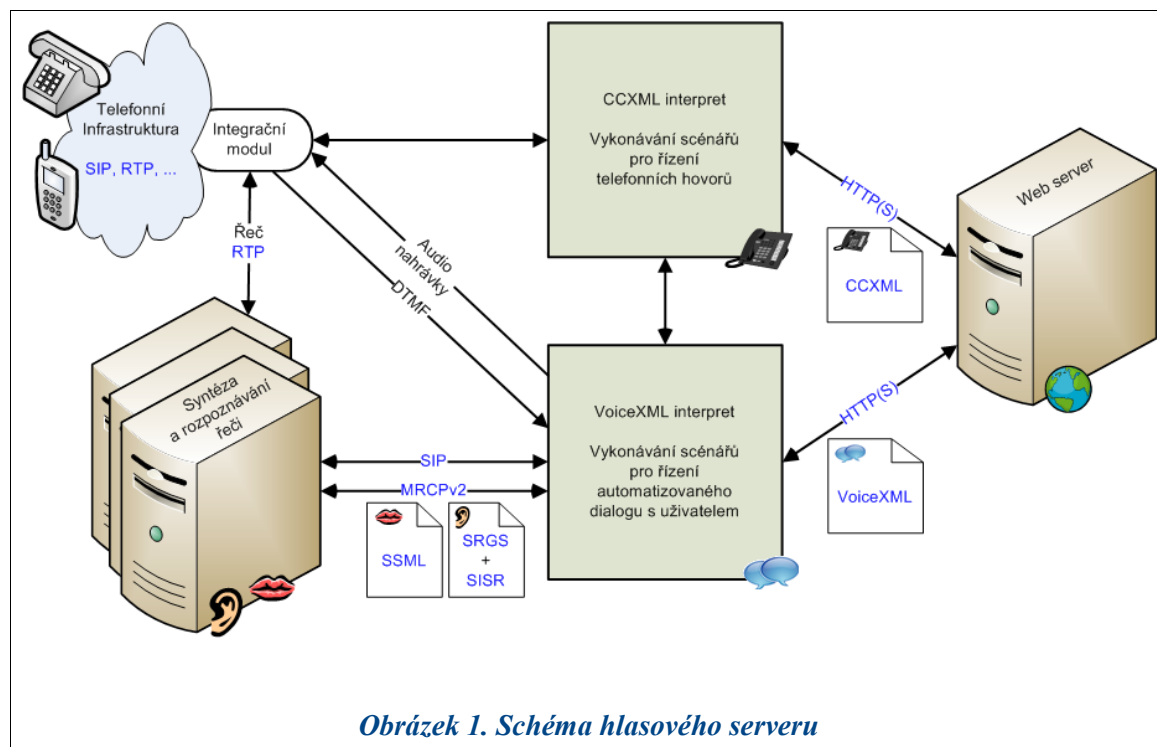 Telefonní
Infrastruktura
SIP, RTP, ...
Integrační
modul
CCXML interpret
Vykonávání scénářů
pro řízení
telefonních hovorů
HTTP(S)
CCXML
Web server
Řeč
RTP
Audio
nahrávky
DTMF
Syntéza
a rozpoznávání
řeči
SIP
MRCPv2
SSML
SRGS
+
SISR
VoiceXML interpret
Vykonávání scénářů
pro řízení
automatizovaného
dialogu s uživatelem
HTTP(S)
VoiceXML
Obrázek 1. Schéma hlasového serveru